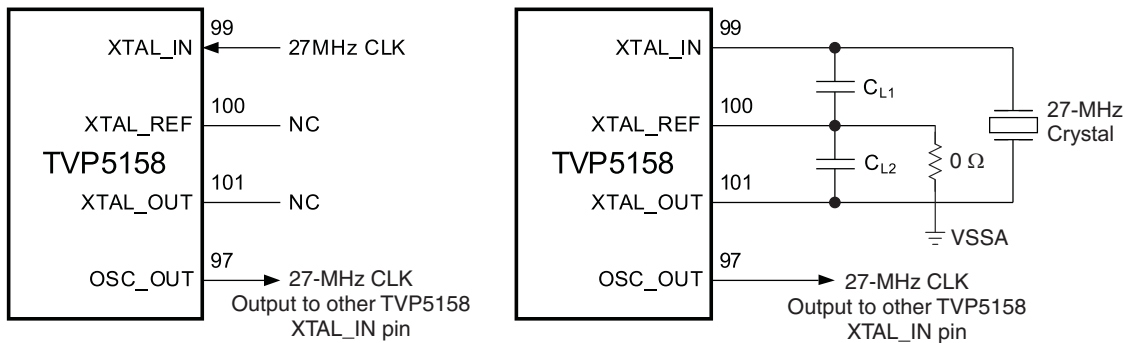 99
XTAL_IN
27MHz CLK
100
XTAL_REF
NC
TVP5158
101
XTAL_OUT
NC
97
OSC_OUT
27-MHz CLK
Output to other TVP5158
XTAL_IN pin
99
XTAL_IN
CL1
100
XTAL_REF
27-MHz
Crystal
TVP5158
CL2
0 Ω
101
XTAL_OUT
VSSA
97
OSC_OUT
27-MHz CLK
Output to other TVP5158
XTAL_IN pin